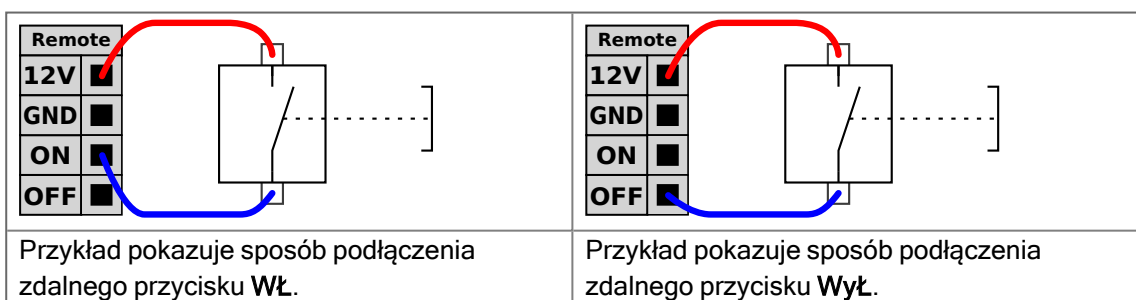 Remote
12V
GND
ON
OFF
Przykład pokazuje sposób podłączenia
zdalnego przycisku WŁ.
Remote
12V
GND
ON
OFF
Przykład pokazuje sposób podłączenia
zdalnego przycisku WyŁ.